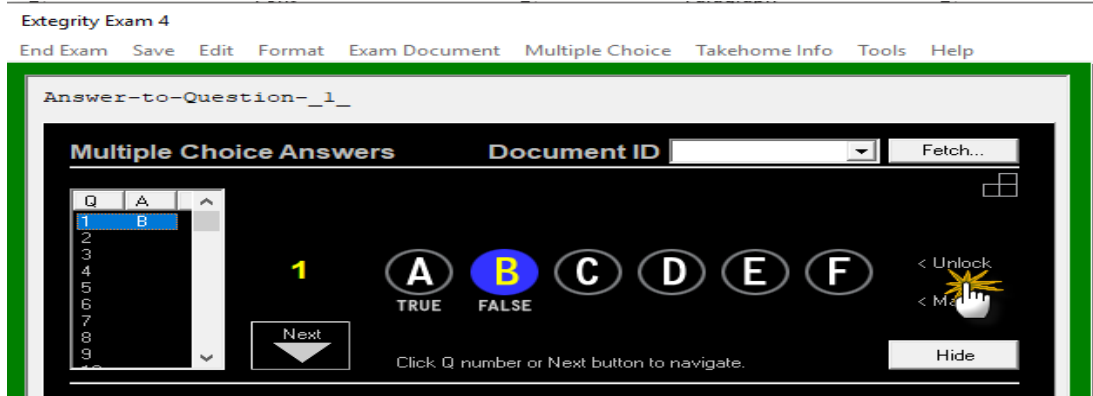 Extegrity Exam 4
End Exam Save Edit Format Exam Document Multiple Choice Takehome Info Tools Help
Answer-to-Question-_1_
Multiple Choice Answers Document ID Fetch...
Q A
1 B
2
3
4
5
6
7
8
9
1
A B C D E F
TRUE FALSE
< Unlock
<
Next
Click Q number or Next button to navigate.
Hide